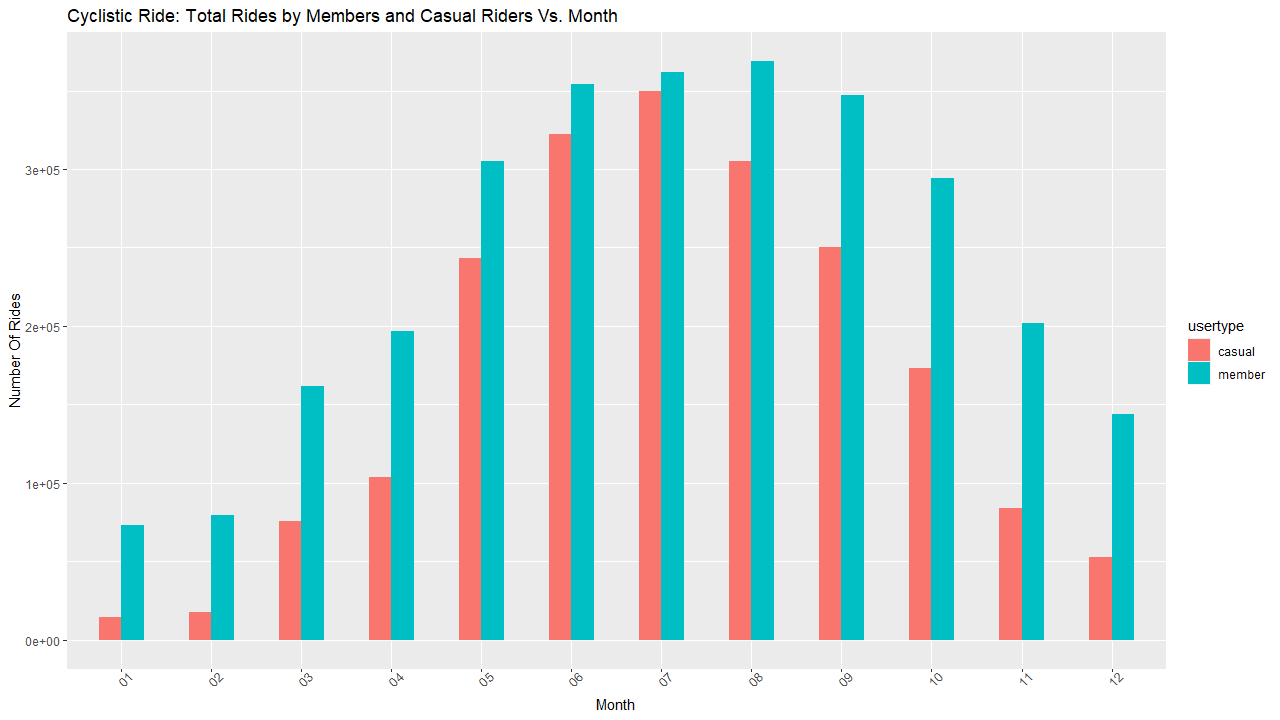 Cyclistic Ride: Total Rides by Members and Casual Riders Vs. Month
Number Of Rides
3e+05
2e+05
1e+05
0e+00
01 02 03 04 05 06 07 08 09 10 11 12
Month
usertype
casual
member